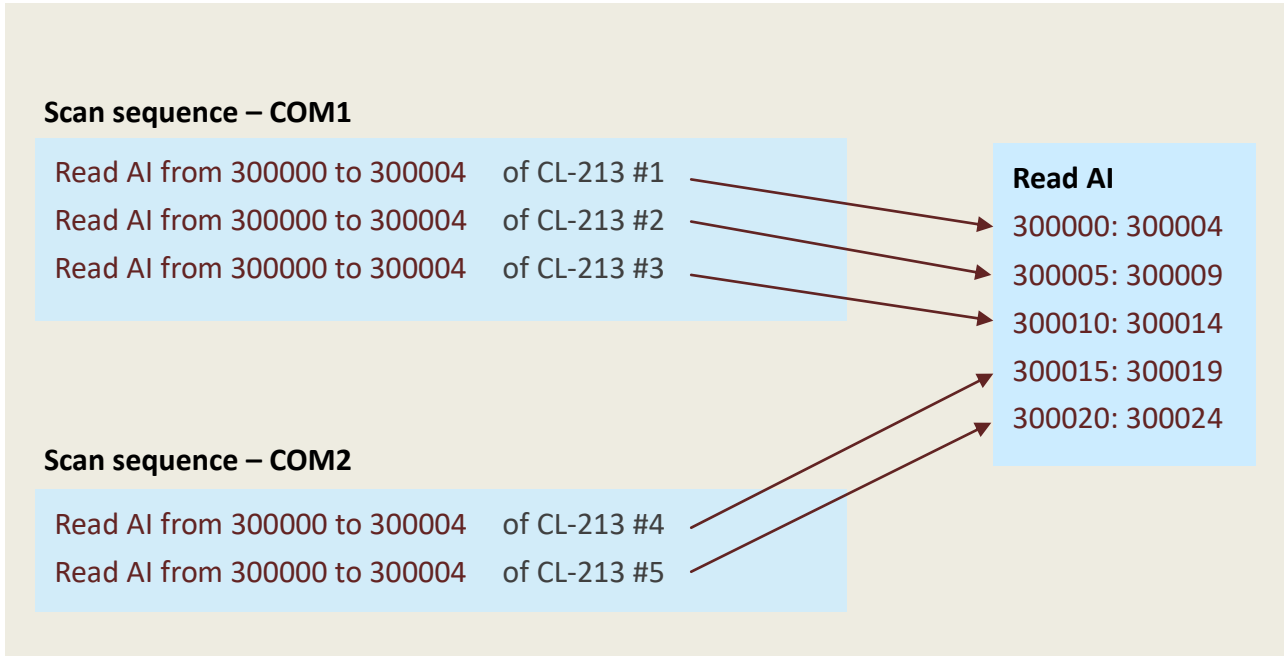 Scan sequence – COM1
Read AI from 300000 to 300004 of CL-213 #1
Read AI from 300000 to 300004 of CL-213 #2
Read AI from 300000 to 300004 of CL-213 #3
Scan sequence – COM2
Read AI from 300000 to 300004 of CL-213 #4
Read AI from 300000 to 300004 of CL-213 #5
Read AI
300000: 300004
300005: 300009
300010: 300014
300015: 300019
300020: 300024